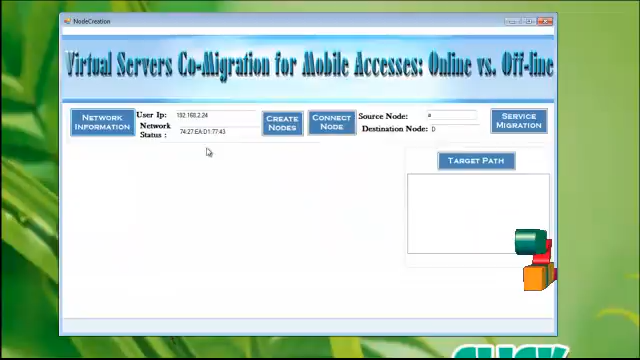 NodeCreation
Virtual Servers Co-Migration for Mobile Accesses: Online vs. Off-line
NETWORK INFORMATION
User Ip: 192.168.2.24
Network Status : 74:27:EA:D1:77:43
CREATE NODES
CONNECT NODE
Source Node: a
Destination Node: D
SERVICE MIGRATION
TARGET PATH
CLICK